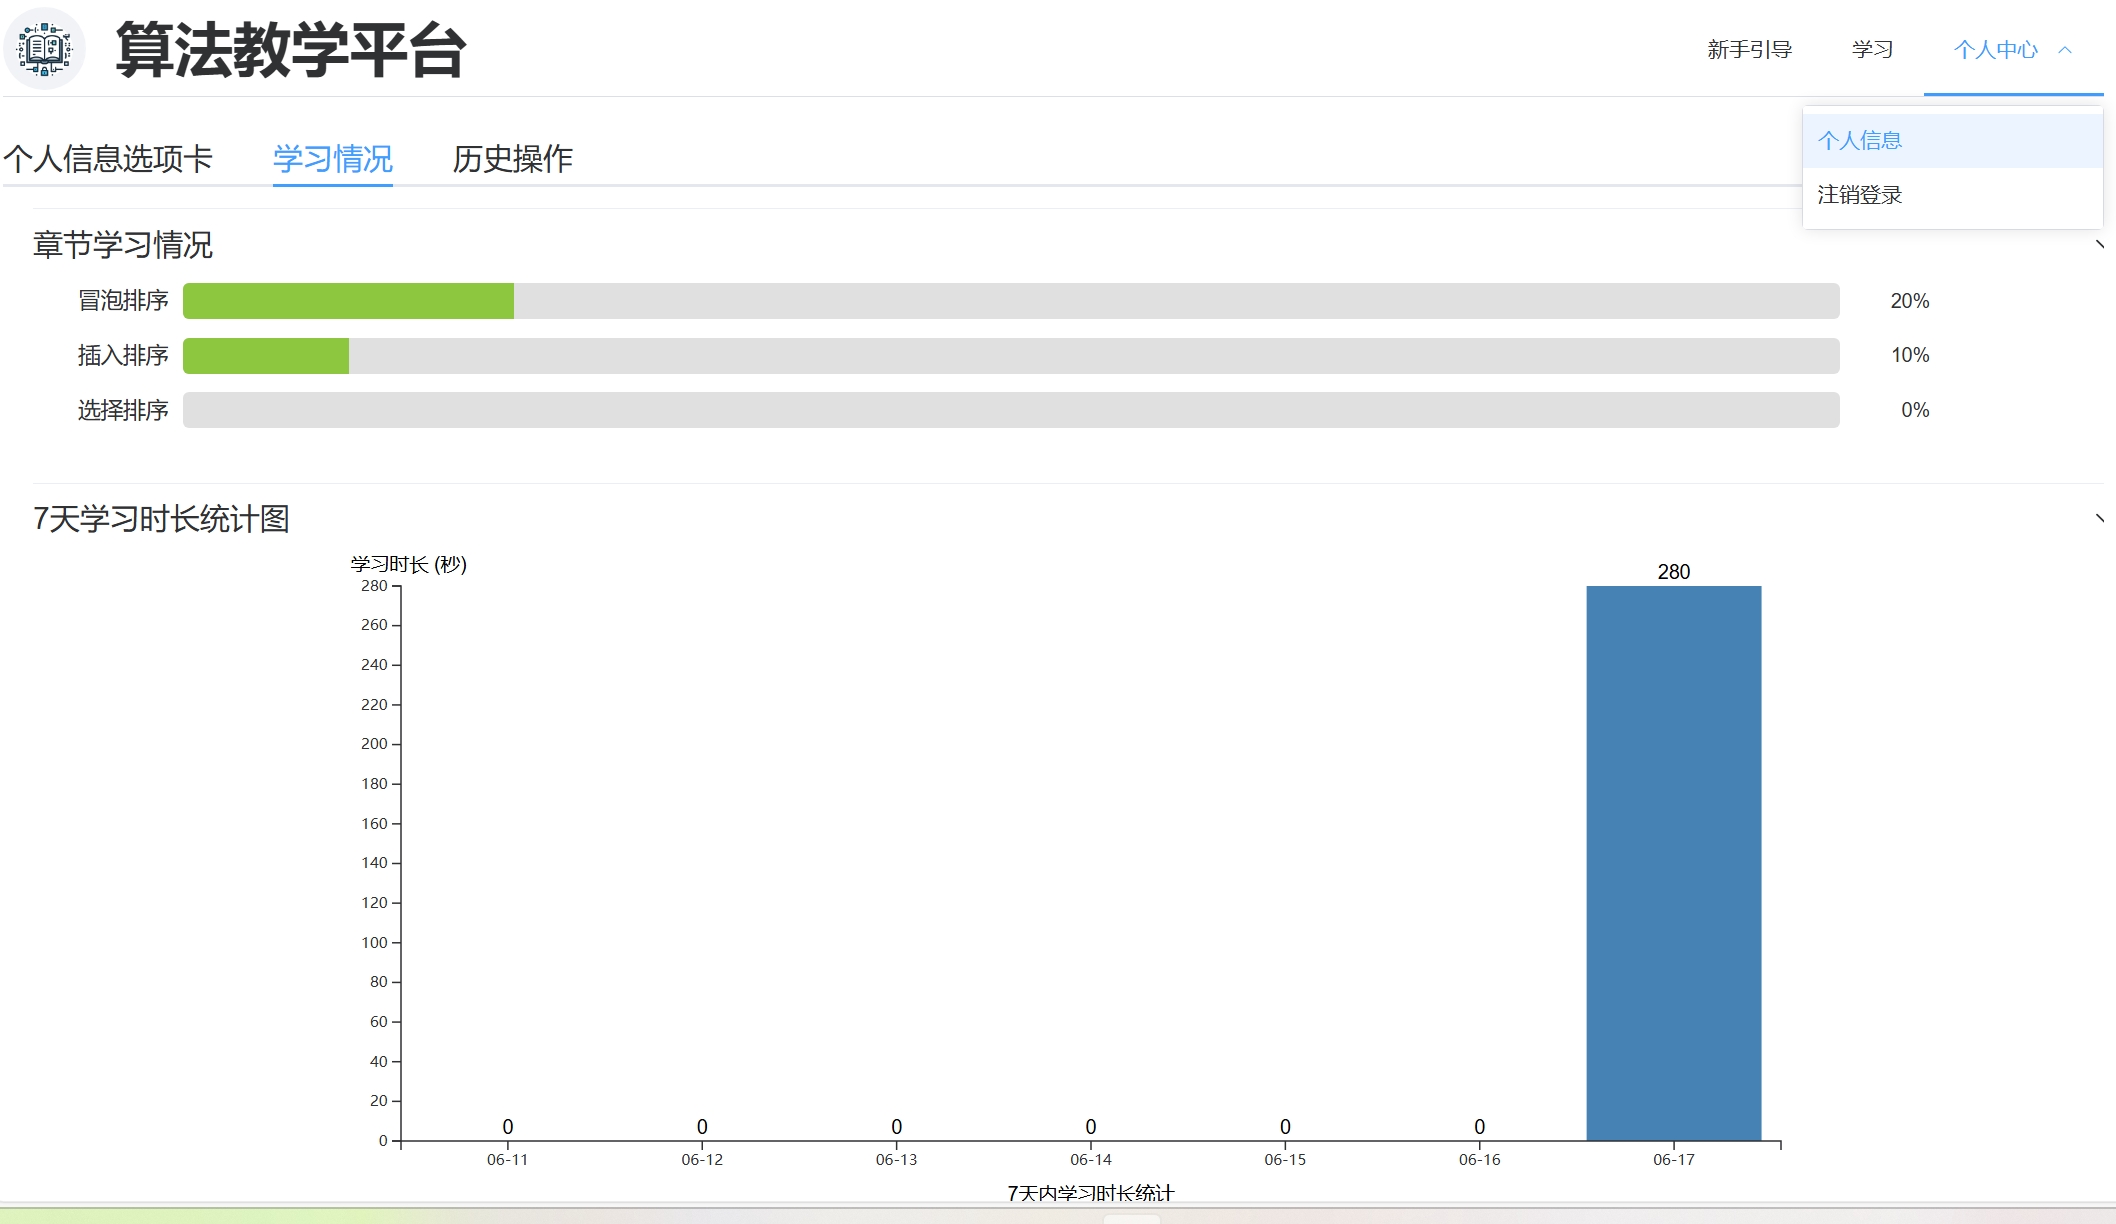 算法教学平台
新手引导 学习 个人中心
个人信息
注销登录
个人信息选项卡 学习情况 历史操作
章节学习情况
冒泡排序 20%
插入排序 10%
选择排序 0%
7天学习时长统计图
学习时长 (秒)
280
280
260
240
220
200
180
160
140
120
100
80
60
40
20
0 0 0 0 0 0
0
06-11 06-12 06-13 06-14 06-15 06-16 06-17
7天内学习时长统计